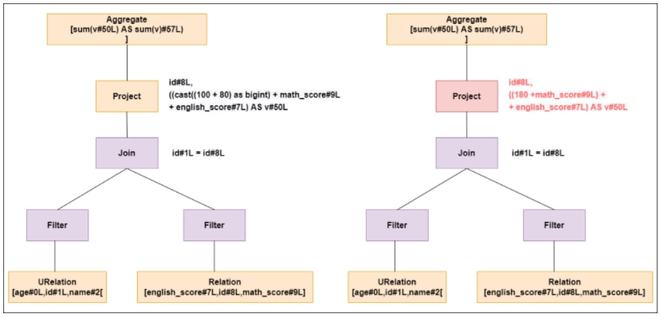 Aggregate
[sum(v#50L) AS sum(v)#57L)
]
Project
id#8L,
((cast((100 + 80) as bigint) + math_score#9L
+ english_score#7L) AS v#50L
Join
id#1L = id#8L
Filter
Filter
URelation
[age#0L,id#1L,name#2[
Relation
[english_score#7L,id#8L,math_score#9L]
Aggregate
[sum(v#50L) AS sum(v)#57L)
]
Project
id#8L,
{(180 +math_score#9L) +
+ english_score#7L) AS v#50L
Join
id#1L = id#8L
Filter
Filter
URelation
[age#0L,id#1L,name#2[
Relation
[english_score#7L,id#8L,math_score#9L]